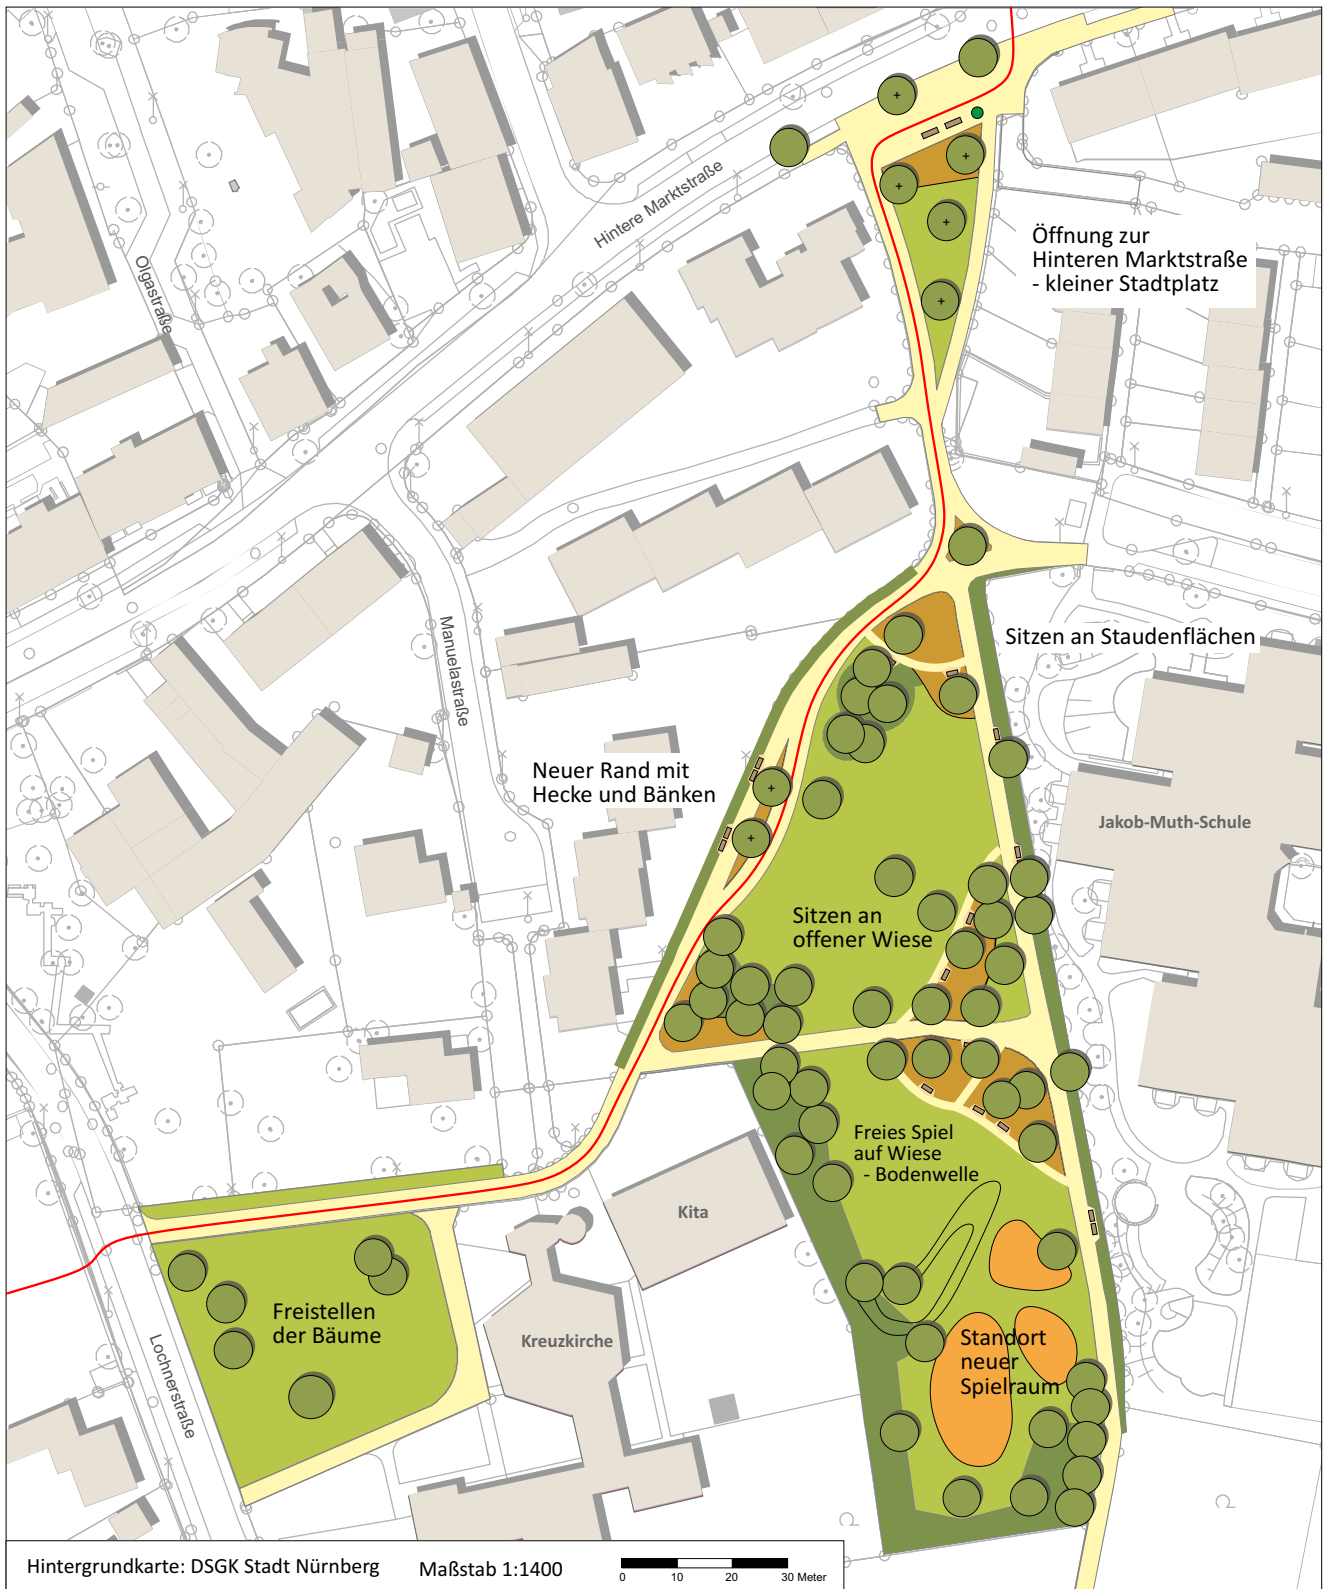 Olgastraße
Hintere Marktstraße
Öffnung zur
Hinteren Marktstraße
- kleiner Stadtplatz
Manuelastraße
Sitzen an Staudenflächen
Neuer Rand mit
Hecke und Bänken
Jakob-Muth-Schule
Sitzen an
offener Wiese
Freies Spiel
auf Wiese
- Bodenwelle
Kita
Kreuzkirche
Freistellen
der Bäume
Lochnerstraße
Standort
neuer
Spielraum
Hintergrundkarte: DSGK Stadt Nürnberg
Maßstab 1:1400
0 10 20 30 Meter